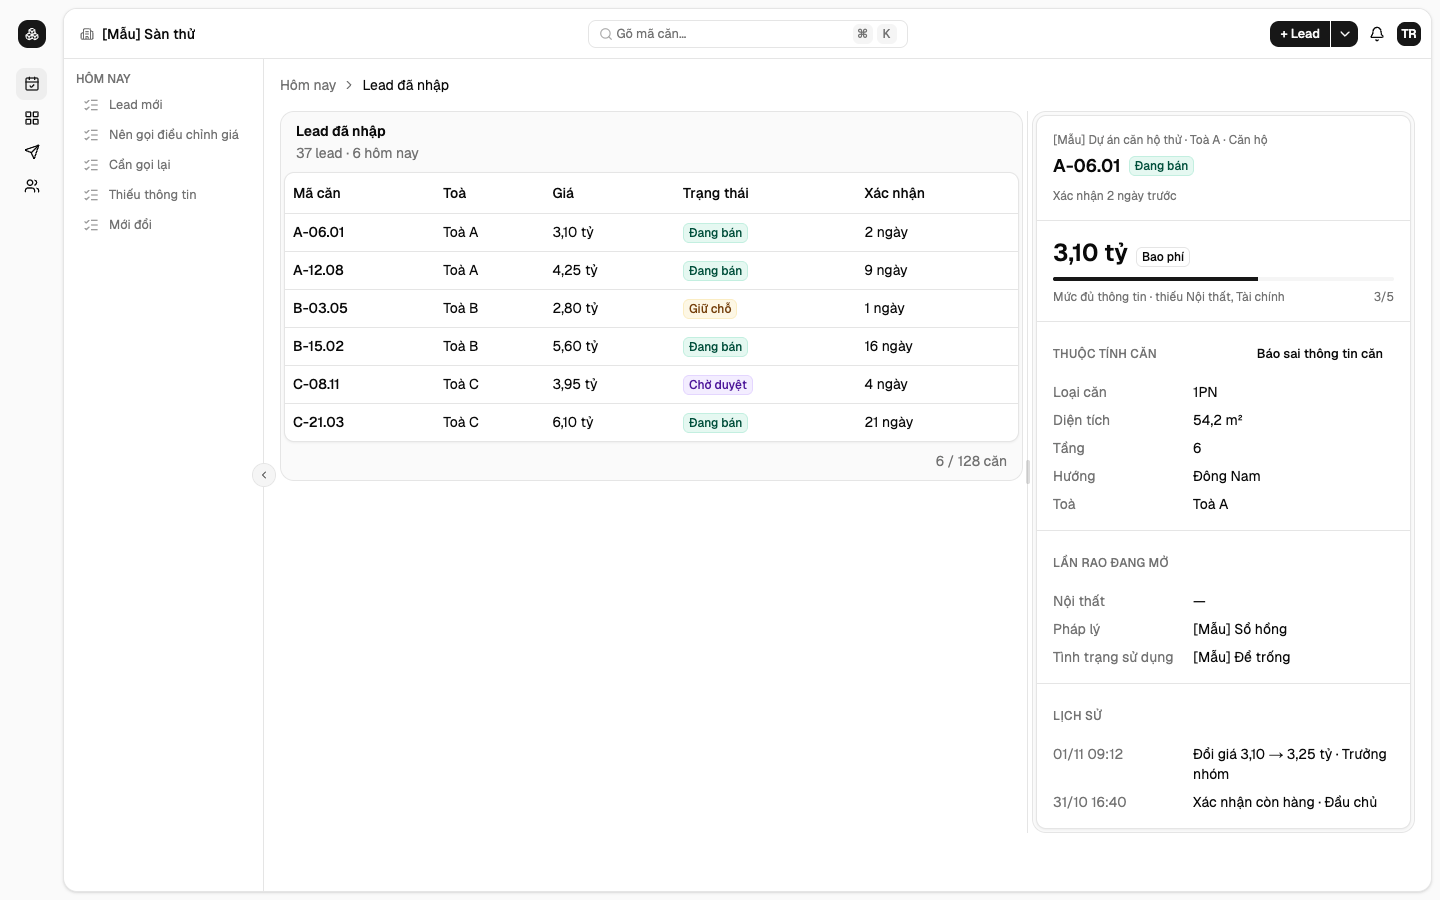 [Mẫu] Sàn thử
Gõ mã căn...
⌘ K
+ Lead
TR
HÔM NAY
Lead mới
Nên gọi điều chỉnh giá
Cần gọi lại
Thiếu thông tin
Mới đổi
Hôm nay > Lead đã nhập
Lead đã nhập
37 lead · 6 hôm nay
Mã căn Toà Giá Trạng thái Xác nhận
A-06.01 Toà A 3,10 tỷ Đang bán 2 ngày
A-12.08 Toà A 4,25 tỷ Đang bán 9 ngày
B-03.05 Toà B 2,80 tỷ Giữ chỗ 1 ngày
B-15.02 Toà B 5,60 tỷ Đang bán 16 ngày
C-08.11 Toà C 3,95 tỷ Chờ duyệt 4 ngày
C-21.03 Toà C 6,10 tỷ Đang bán 21 ngày
6 / 128 căn
[Mẫu] Dự án căn hộ thử · Toà A · Căn hộ
A-06.01 Đang bán
Xác nhận 2 ngày trước
3,10 tỷ Bao phí
Mức đủ thông tin · thiếu Nội thất, Tài chính 3/5
THUỘC TÍNH CĂN Báo sai thông tin căn
Loại căn 1PN
Diện tích 54,2 m²
Tầng 6
Hướng Đông Nam
Toà Toà A
LẦN RAO ĐANG MỞ
Nội thất —
Pháp lý [Mẫu] Sổ hồng
Tình trạng sử dụng [Mẫu] Để trống
LỊCH SỬ
01/11 09:12 Đổi giá 3,10 → 3,25 tỷ · Trưởng
nhóm
31/10 16:40 Xác nhận còn hàng · Đầu chủ